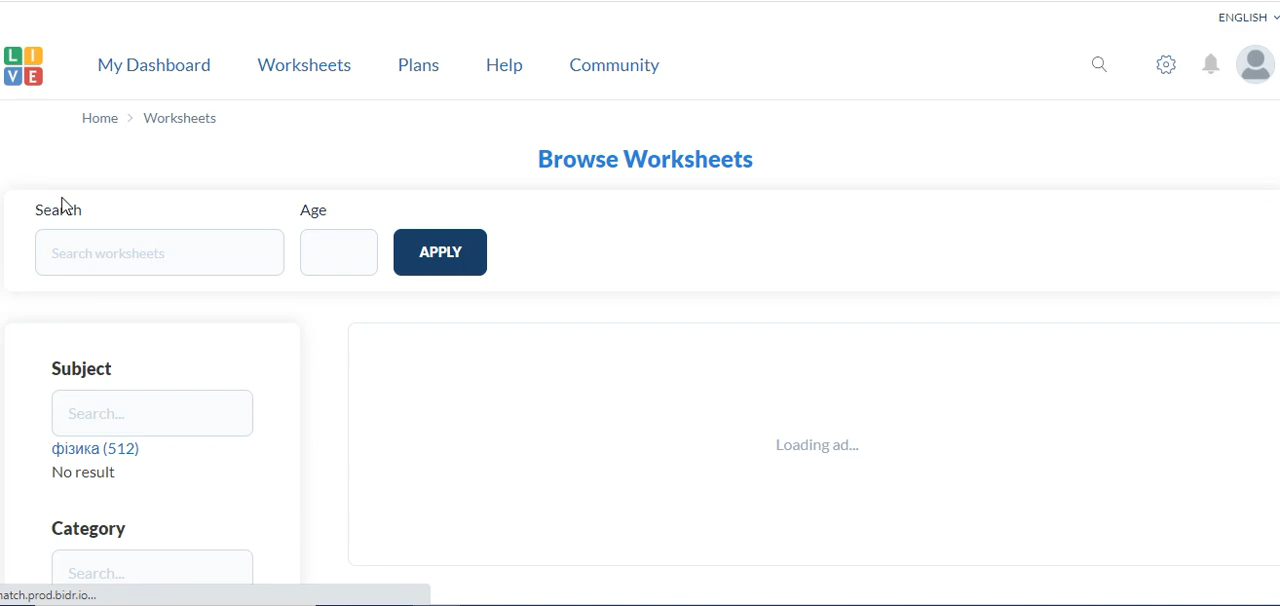 ENGLISH
L I
V E
My Dashboard Worksheets Plans Help Community
Home > Worksheets
Browse Worksheets
Search Age
Search worksheets APPLY
Subject
Search...
фізика (512)
No result
Loading ad...
Category
Search...
natch.prod.bidr.io...